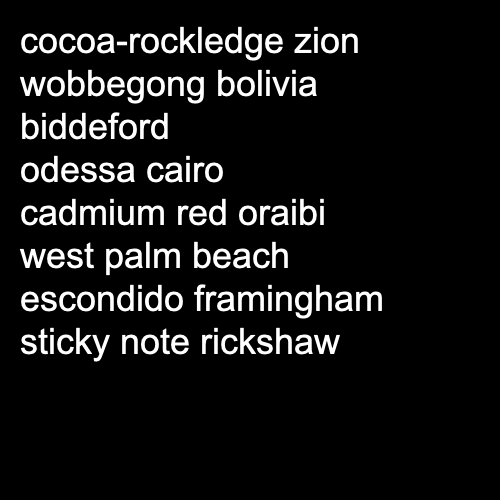 cocoa-rockledge zion
wobbegong bolivia
biddeford
odessa cairo
cadmium red oraibi
west palm beach
escondido framingham
sticky note rickshaw